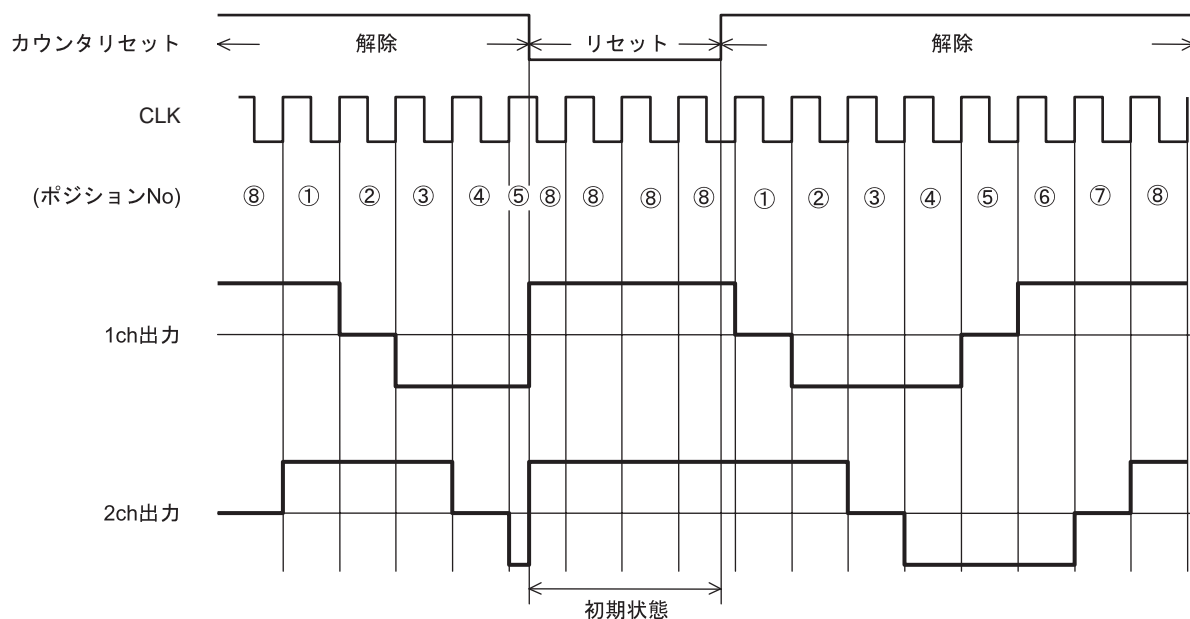 カウンタリセット 解除 リセット 解除
CLK
(ポジションNo) ⑧ ① ② ③ ④ ⑤ ⑧ ⑧ ⑧ ⑧ ① ② ③ ④ ⑤ ⑥ ⑦ ⑧
1ch出力
2ch出力
初期状態